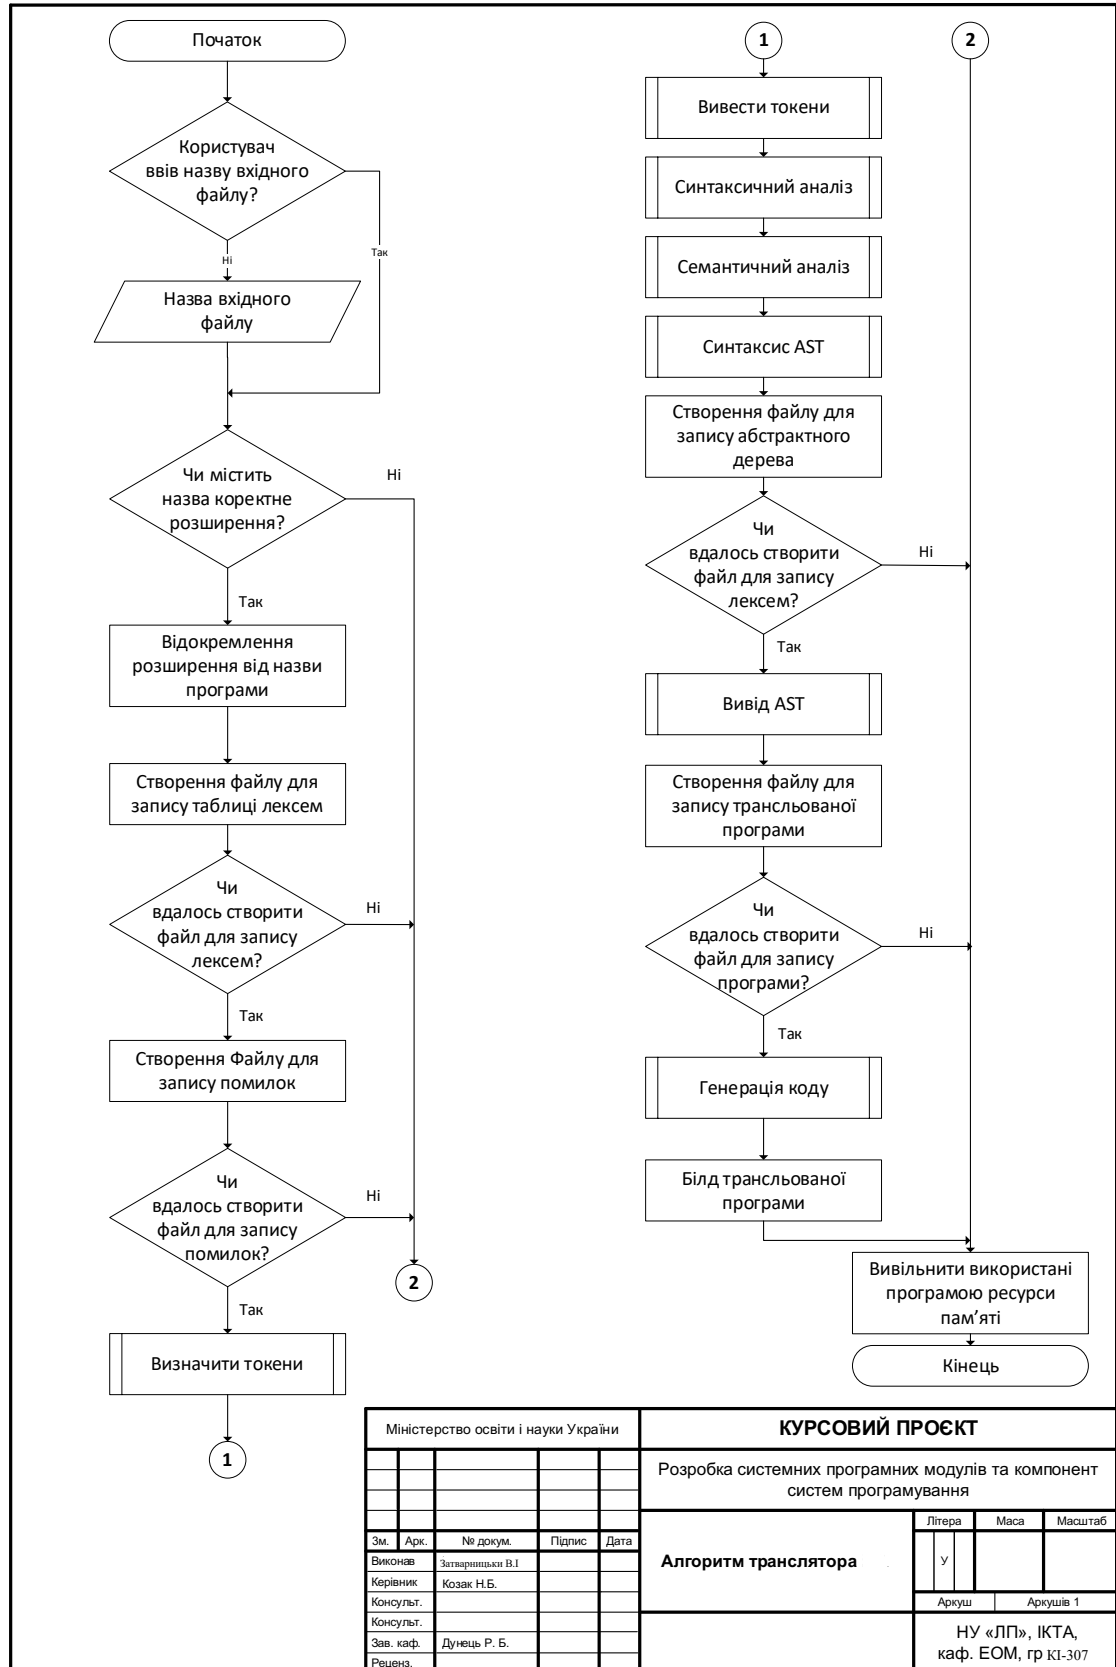 Початок
Користувач
ввів назву вхідного
файлу?
Так
Ні
Назва вхідного
файлу
Чи містить
назва коректне
розширення?
Ні
Так
Відокремлення
розширення від назви
програми
Створення файлу для
запису таблиці лексем
Чи
вдалось створити
файл для запису
лексем?
Ні
Так
Створення Файлу для
запису помилок
Чи
вдалось створити
файл для запису
помилок?
Ні
2
Так
Визначити токени
1
1
2
Вивести токени
Синтаксичний аналіз
Семантичний аналіз
Синтаксис AST
Створення файлу для
запису абстрактного
дерева
Чи
вдалось створити
файл для запису
лексем?
Ні
Так
Вивід AST
Створення файлу для
запису трансльованої
програми
Чи
вдалось створити
файл для запису
програми?
Ні
Так
Генерація коду
Білд трансльованої
програми
Вивільнити використані
програмою ресурси
пам’яті
Кінець
Міністерство освіти і науки України
КУРСОВИЙ ПРОЄКТ
Розробка системних програмних модулів та компонент
систем програмування
Зм. Арк. № докум. Підпис Дата
Виконав Затварницьки В.І
Керівник Козак Н.Б.
Консульт.
Консульт.
Зав. каф. Дунець Р. Б.
Реценз.
Алгоритм транслятора
Літера Маса Масштаб
У
Аркуш Аркушів 1
НУ «ЛП», ІКТА,
каф. ЕОМ, гр КІ-307